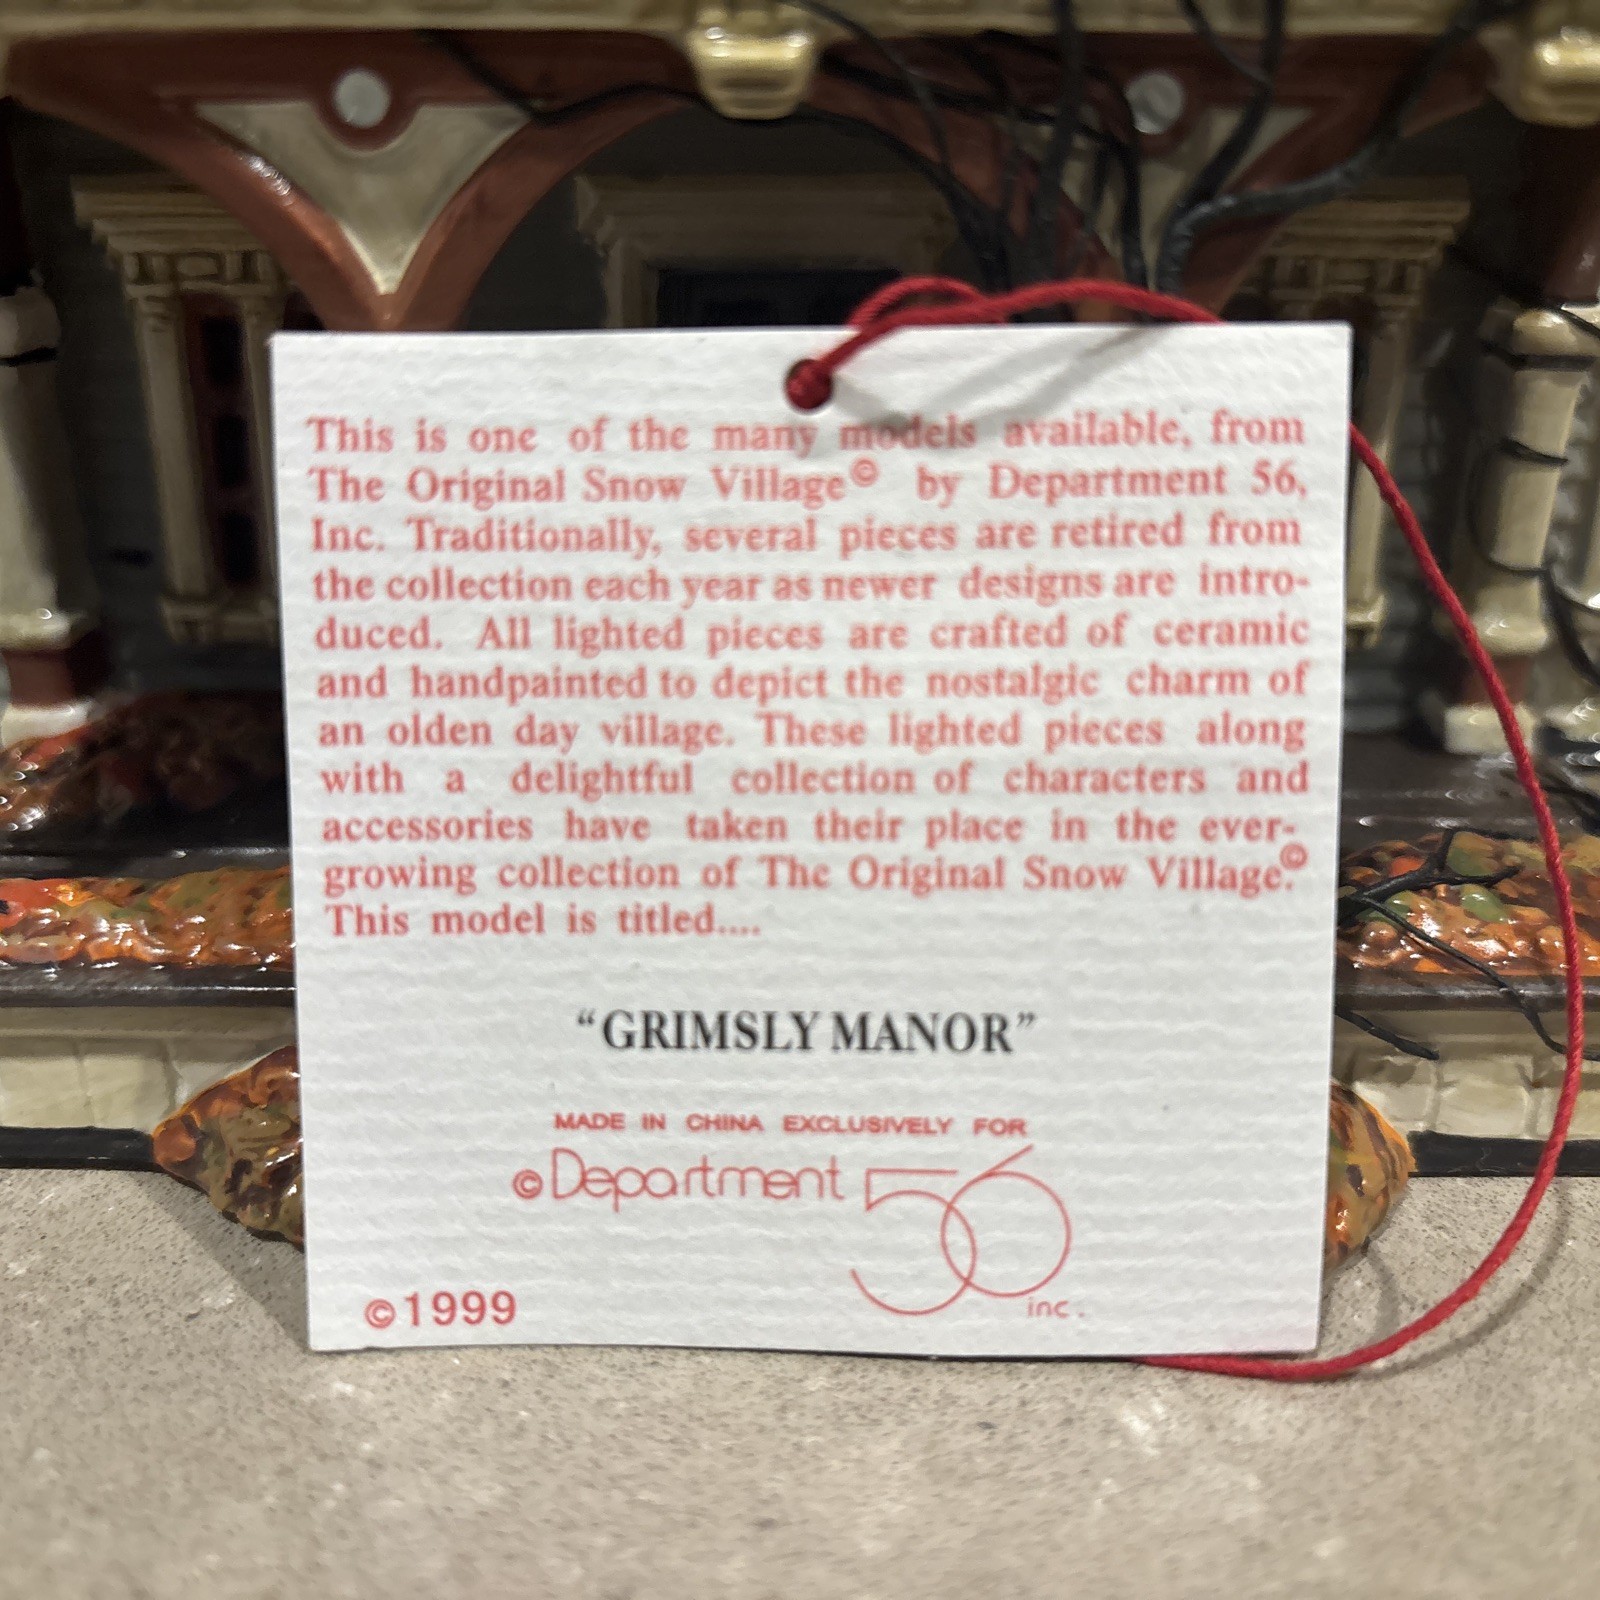 This is one of the many models available, from
The Original Snow Village© by Department 56,
Inc. Traditionally, several pieces are retired from
the collection each year as newer designs are intro-
duced. All lighted pieces are crafted of ceramic
and handpainted to depict the nostalgic charm of
an olden day village. These lighted pieces along
with a delightful collection of characters and
accessories have taken their place in the ever-
growing collection of The Original Snow Village.©
This model is titled....
“GRIMSLY MANOR”
MADE IN CHINA EXCLUSIVELY FOR
©Department 56
inc.
©1999